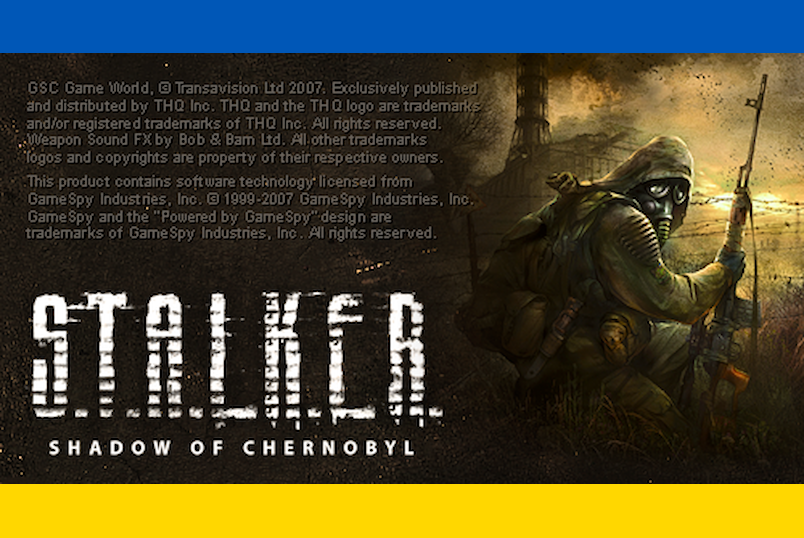 GSC Game World, © Transavision Ltd 2007. Exclusively published
and distributed by THQ Inc. THQ and the THQ logo are trademarks
and/or registered trademarks of THQ Inc. All rights reserved.
Weapon Sound FX by Bob & Barn Ltd. All other trademarks
logos and copyrights are property of their respective owners.
This product contains software technology licensed from
GameSpy Industries, Inc. © 1999-2007 GameSpy Industries, Inc.
GameSpy and the "Powered by GameSpy" design are
trademarks of GameSpy Industries, Inc. All rights reserved.
S.T.A.L.K.E.R.
SHADOW OF CHERNOBYL